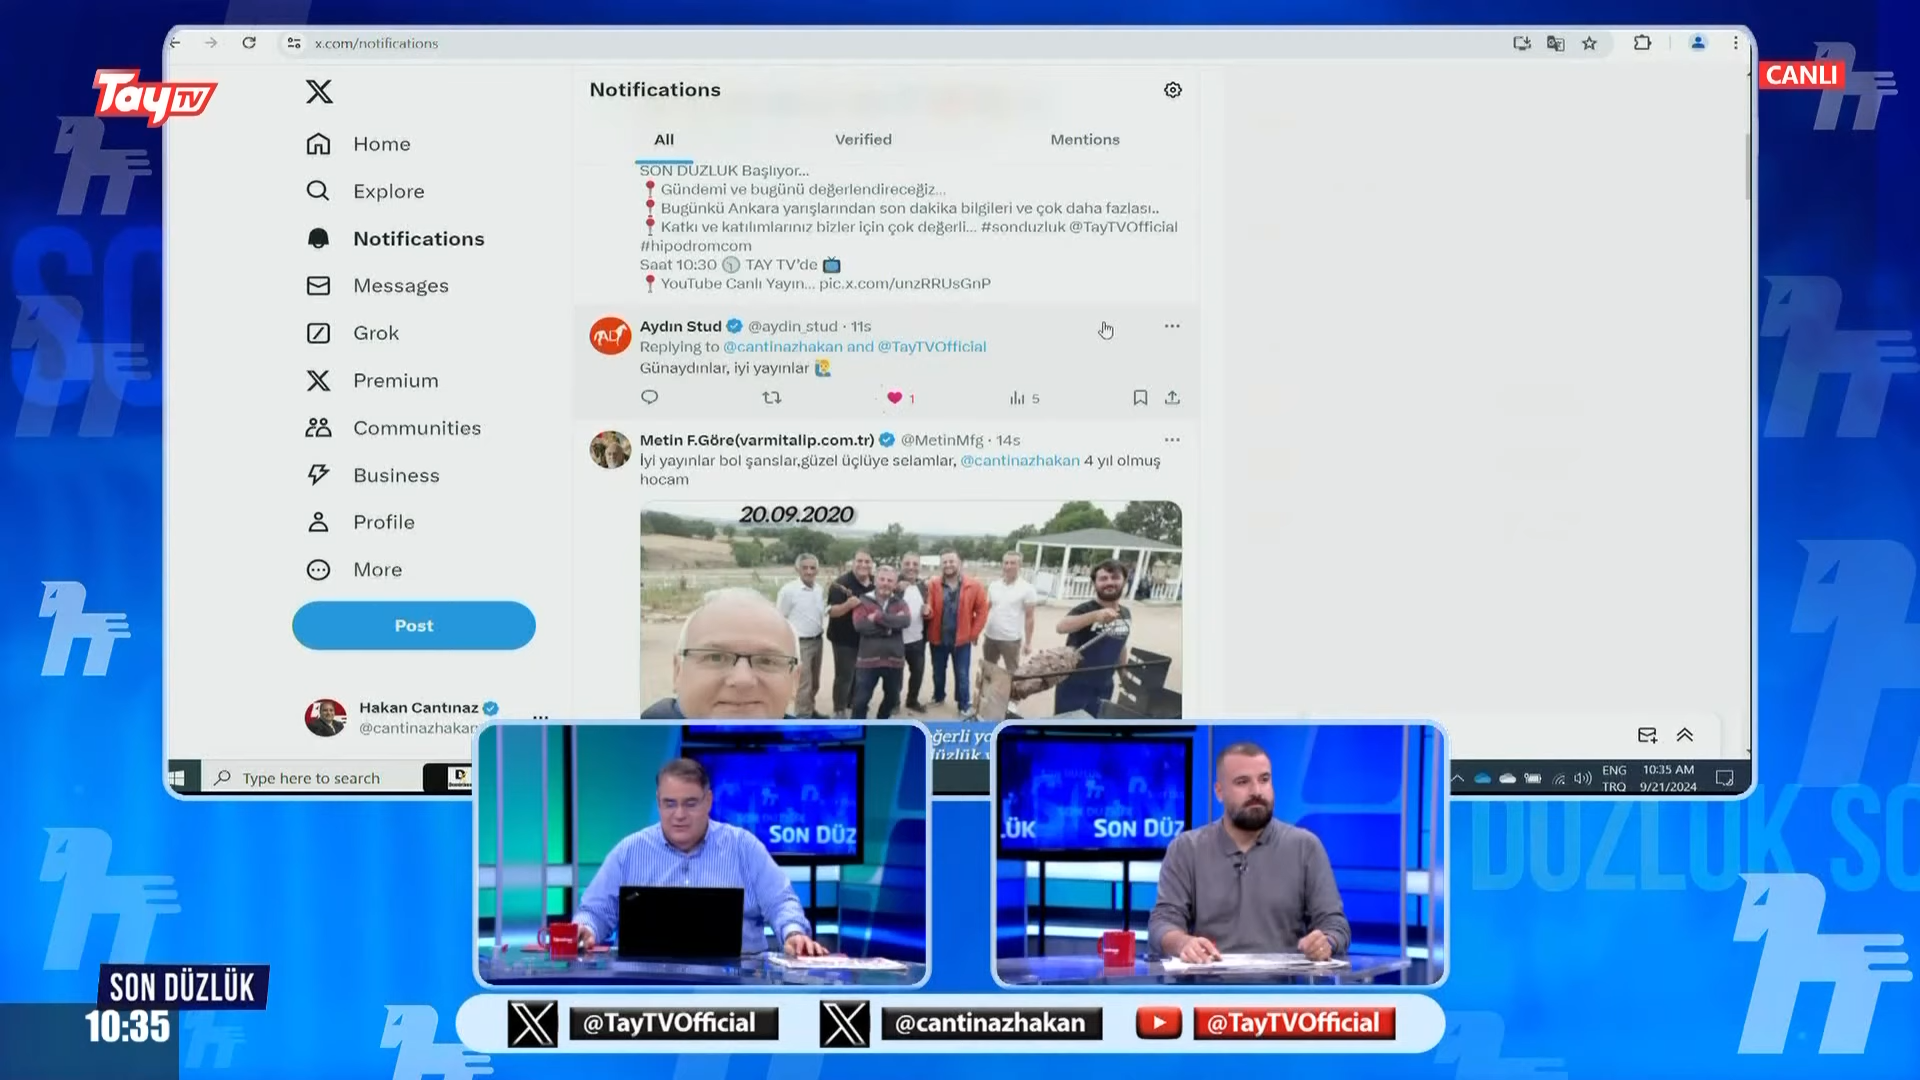 x.com/notifications
Tay TV
CANLI
Notifications
All
Verified
Mentions
Home
Explore
Notifications
Messages
Grok
Premium
Communities
Business
Profile
More
Post
Hakan Cantınaz
@cantinazhakan
SON DÜZLÜK Başlıyor...
Gündemi ve bugünü değerlendireceğiz...
Bugünkü Ankara yarışlarından son dakika bilgileri ve çok daha fazlası..
Katkı ve katılımlarınız bizler için çok değerli... #sonduzluk @TayTVOfficial
#hipodromcom
Saat 10:30 TAY TV'de
YouTube Canlı Yayın... pic.x.com/unzRRUsGnP
Aydın Stud @aydin_stud · 11s
Replying to @cantinazhakan and @TayTVOfficial
Günaydınlar, iyi yayınlar
1
5
Metin F.Göre(varmitalip.com.tr) @MetinMfg · 14s
İyi yayınlar bol şanslar,güzel üçlüye selamlar, @cantinazhakan 4 yıl olmuş
hocam
20.09.2020
Type here to search
ENG
TRQ
10:35 AM
9/21/2024
SON DÜZ
LÜK
SON DÜZ
DÜZLÜK SO
SON DÜZLÜK
10:35
@TayTVOfficial
@cantinazhakan
@TayTVOfficial